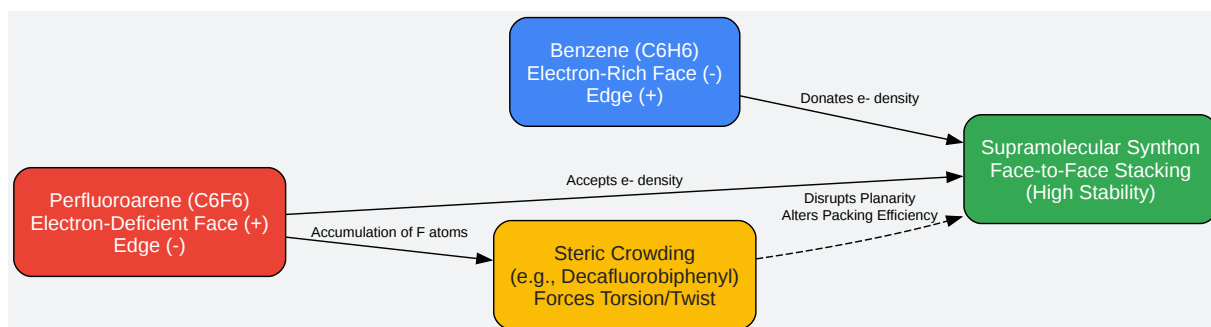 Benzene (C6H6)
Electron-Rich Face (-)
Edge (+)
Donates e- density
Supramolecular Synthon
Face-to-Face Stacking
(High Stability)
Perfluoroarene (C6F6)
Electron-Deficient Face (+)
Edge (-)
Accepts e- density
Disrupts Planarity
Alters Packing Efficiency
Accumulation of F atoms
Steric Crowding
(e.g., Decafluorobiphenyl)
Forces Torsion/Twist